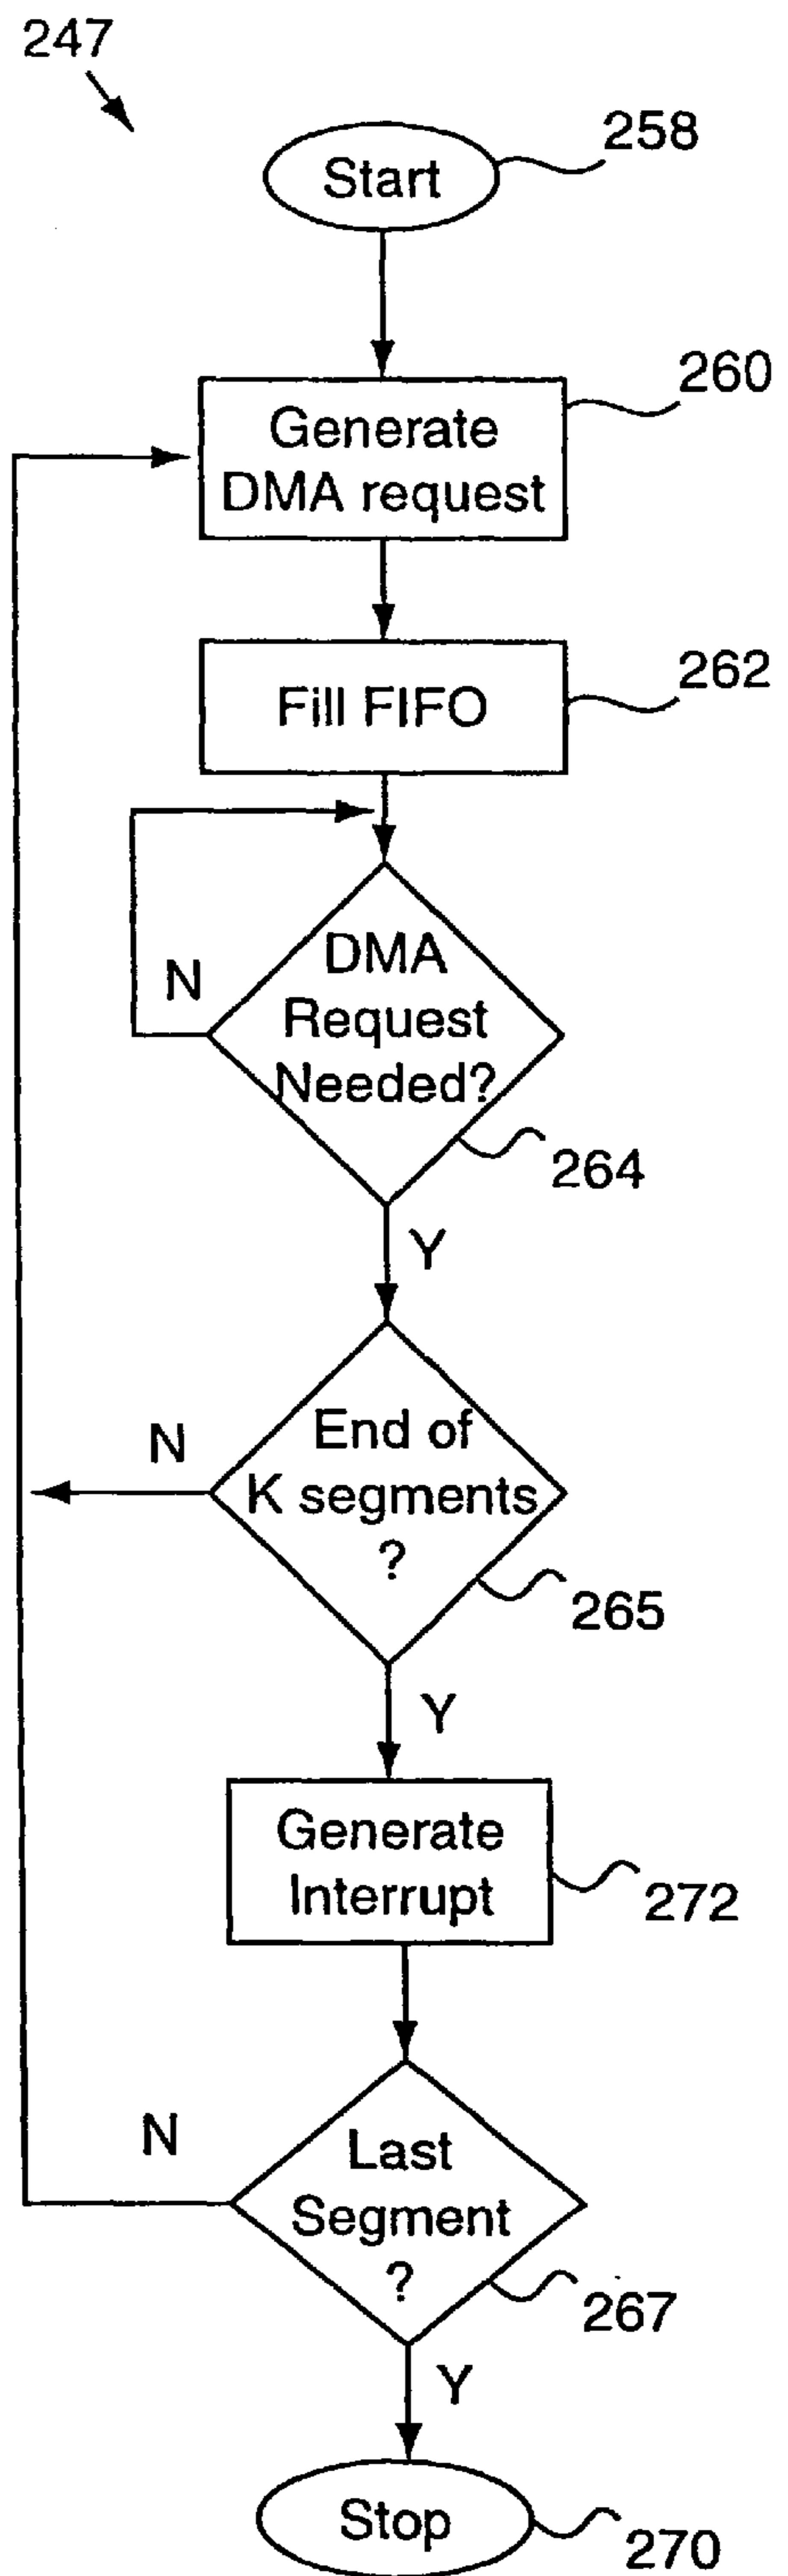 247
Start
258
Generate
DMA request
260
Fill FIFO
262
DMA
Request
Needed?
N
264
Y
End of
K segments
?
N
265
Y
Generate
Interrupt
272
Last
Segment
?
N
267
Y
Stop
270